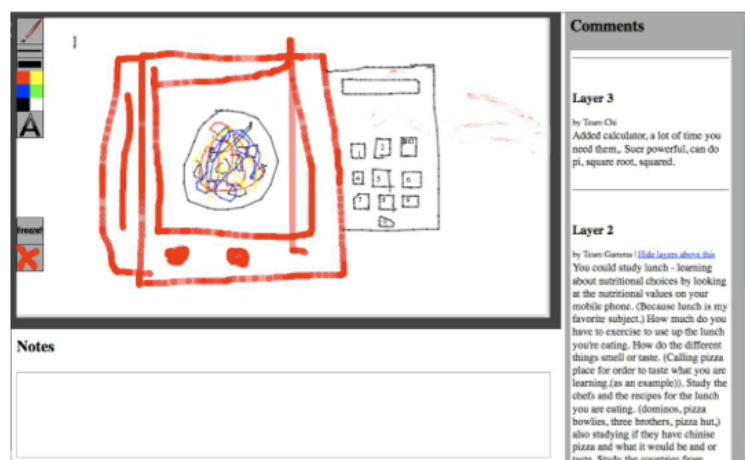 A
freeze!
1
2
4
5
6
7
8
9
Notes
Comments
Layer 3
by Team Chi
Added calculator, a lot of time you
need them,. Suer powerful, can do
pi, square root, squared.
Layer 2
by Team Gamma | Hide layers above this
You could study lunch - learning
about nutritional choices by looking
at the nutritional values on your
mobile phone. (Because lunch is my
favorite subject.) How much do you
have to exercise to use up the lunch
you're eating. How do the different
things smell or taste. (Calling pizza
place for order to taste what you are
learning.(as an example)). Study the
chefs and the recipes for the lunch
you are eating. (dominos, pizza
bowlies, three brothers, pizza hut,)
also studying if they have chinise
pizza and what it would be and or
taste. Study the countries from